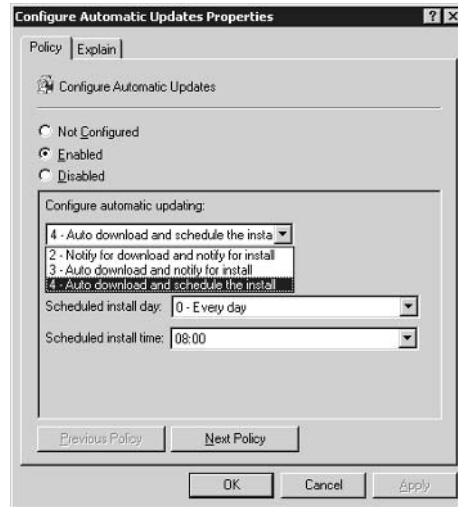 Configure Automatic Updates Properties
Policy Explain
Configure Automatic Updates
Not Configured
Enabled
Disabled
Configure automatic updating:
4 - Auto download and schedule the insta
2 - Notify for download and notify for install
3 - Auto download and notify for install
4 - Auto download and schedule the install
Scheduled install day: 0 - Every day
Scheduled install time: 08:00
Previous Policy Next Policy
OK Cancel Apply